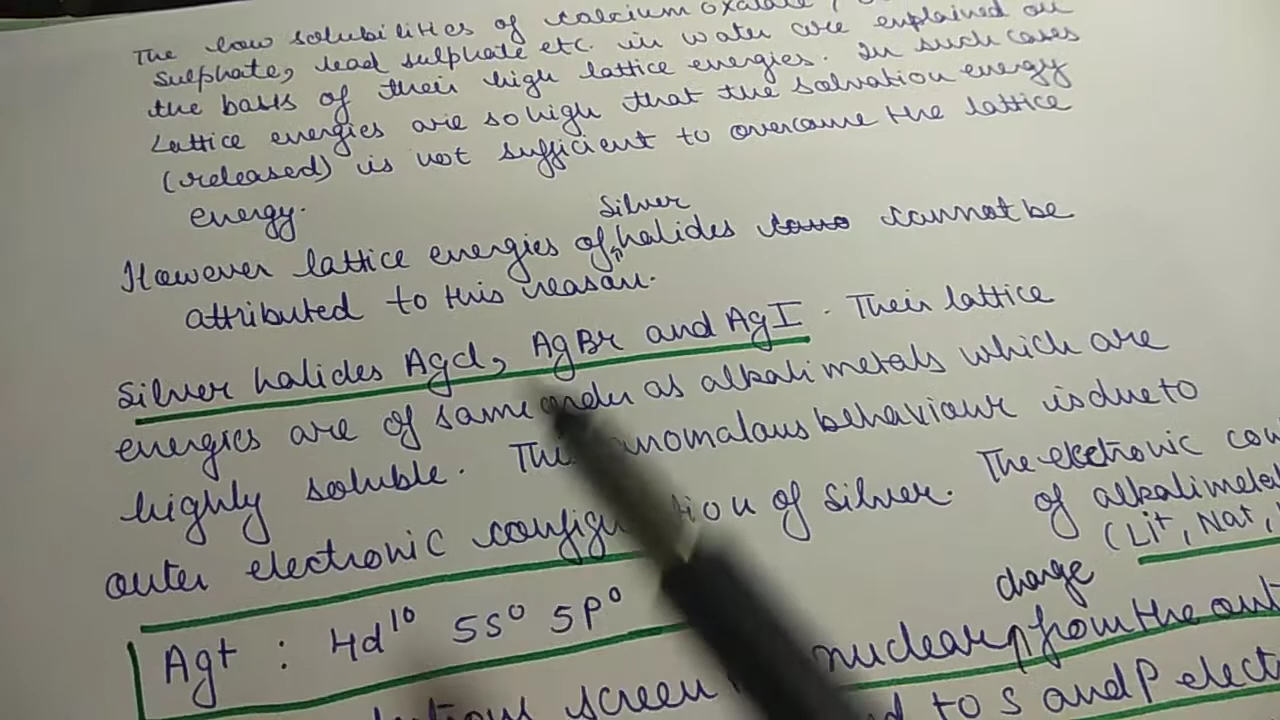 The low solubilities of calcium oxalate,
sulphate, lead sulphate etc. in water are explained on
the basis of their high lattice energies. In such cases
Lattice energies are so high that the solvation energy
(released) is not sufficient to overcome the lattice
energy.
Silver
However lattice energies of halides cannot be
attributed to this reason.
Silver halides AgCl, AgBr and AgI. Their lattice
energies are of same order as alkali metals which are
highly soluble. This anomalous behaviour is due to
outer electronic configuration of Silver. The electronic
of alkali
(Li+, Na+,
Ag+ : 4d10 5s0 5p0
charge
nuclear from the
screen to s and p